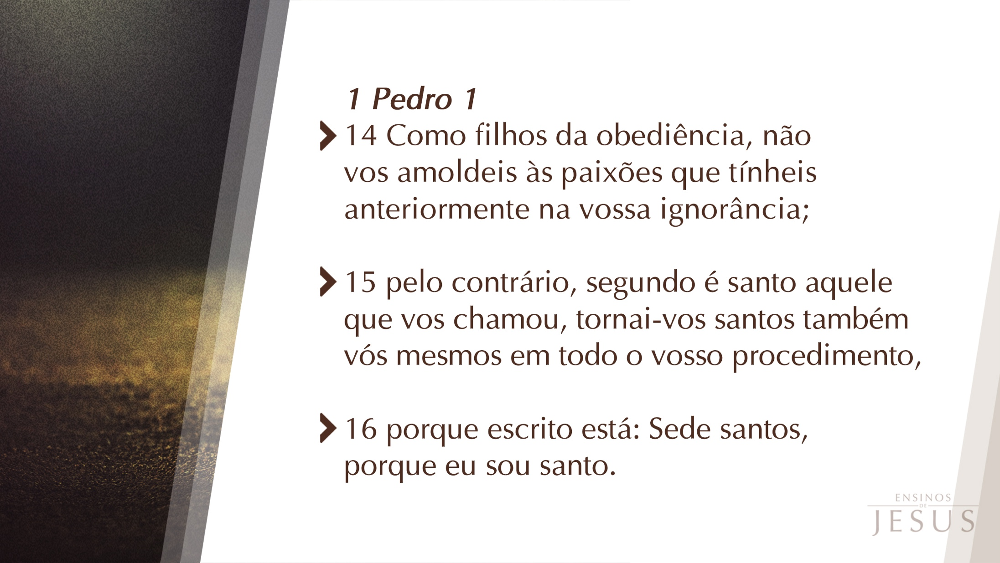 1 Pedro 1
14 Como filhos da obediência, não
vos amoldeis às paixões que tínheis
anteriormente na vossa ignorância;
15 pelo contrário, segundo é santo aquele
que vos chamou, tornai-vos santos também
vós mesmos em todo o vosso procedimento,
16 porque escrito está: Sede santos,
porque eu sou santo.
ENSINOS
DE
JESUS